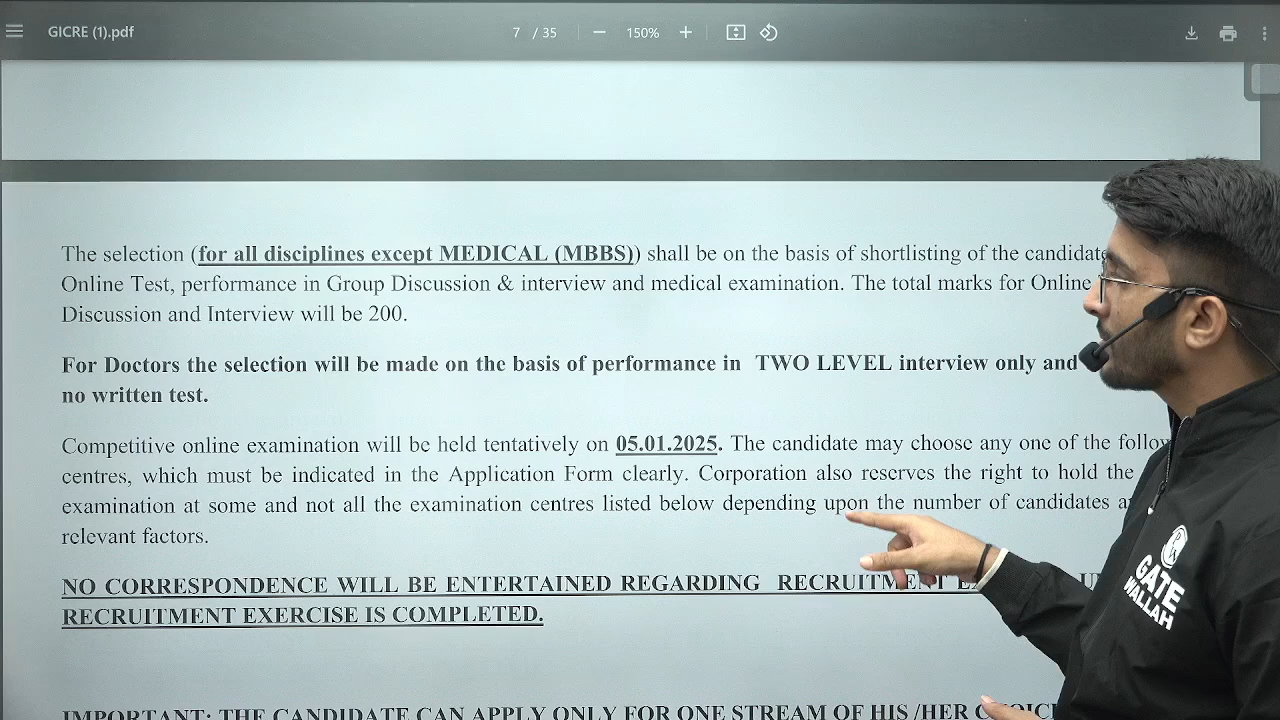 GICRE (1).pdf
7 / 35
150%
The selection (for all disciplines except MEDICAL (MBBS)) shall be on the basis of shortlisting of the candidate
Online Test, performance in Group Discussion & interview and medical examination. The total marks for Online
Discussion and Interview will be 200.
For Doctors the selection will be made on the basis of performance in TWO LEVEL interview only and
no written test.
Competitive online examination will be held tentatively on 05.01.2025. The candidate may choose any one of the
centres, which must be indicated in the Application Form clearly. Corporation also reserves the right to hold the
examination at some and not all the examination centres listed below depending upon the number of candidates
relevant factors.
NO CORRESPONDENCE WILL BE ENTERTAINED REGARDING RECRUITMENT
RECRUITMENT EXERCISE IS COMPLETED.
IMPORTANT: THE CANDIDATE CAN APPLY ONLY FOR ONE STREAM OF HIS /HER
GATE
WALLAH